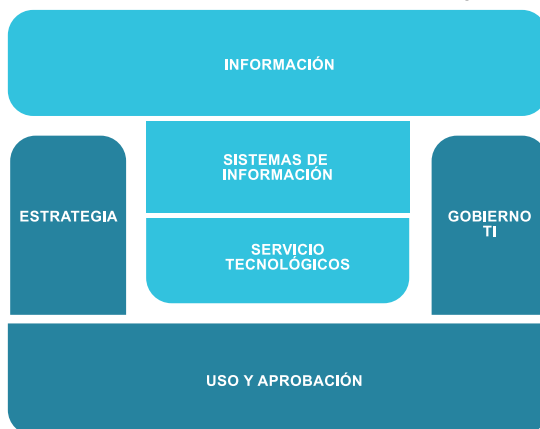 INFORMACIÓN
SISTEMAS DE
INFORMACIÓN
ESTRATEGIA
GOBIERNO
TI
SERVICIO
TECNOLÓGICOS
USO Y APROBACIÓN